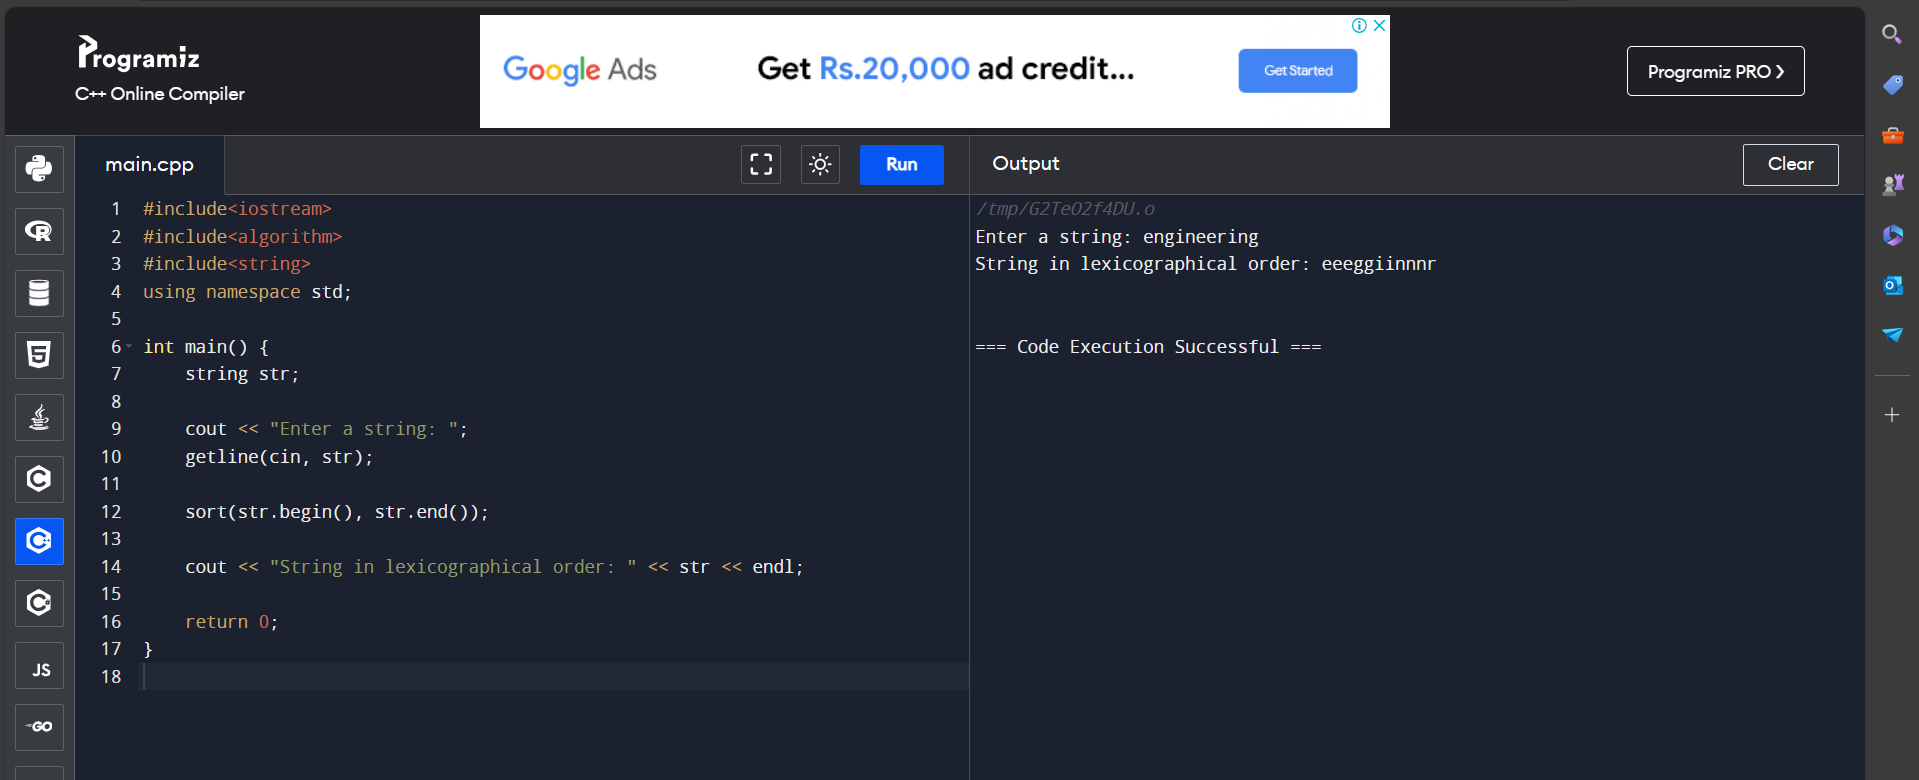 Programiz
C++ Online Compiler
Google Ads
Get Rs.20,000 ad credit...
Get Started
Programiz PRO ❯
main.cpp
Run
Output
Clear
1 #include<iostream>
2 #include<algorithm>
3 #include<string>
4 using namespace std;
5
6 int main() {
7 string str;
8
9 cout << "Enter a string: ";
10 getline(cin, str);
11
12 sort(str.begin(), str.end());
13
14 cout << "String in lexicographical order: " << str << endl;
15
16 return 0;
17 }
18
/tmp/G2TeO2f4DU.o
Enter a string: engineering
String in lexicographical order: eeeggiinnnr
=== Code Execution Successful ===
R
5
C
C+
C#
JS
GO